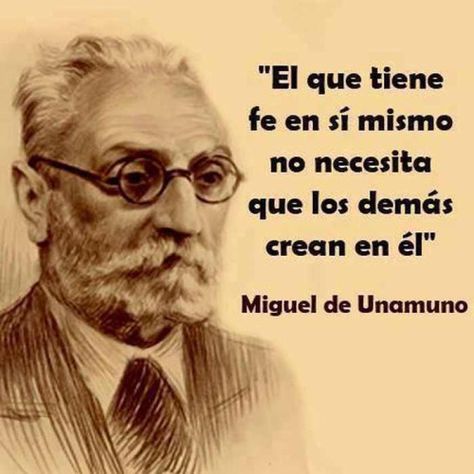 "El que tiene
fe en sí mismo
no necesita
que los demás
crean en él"
Miguel de Unamuno